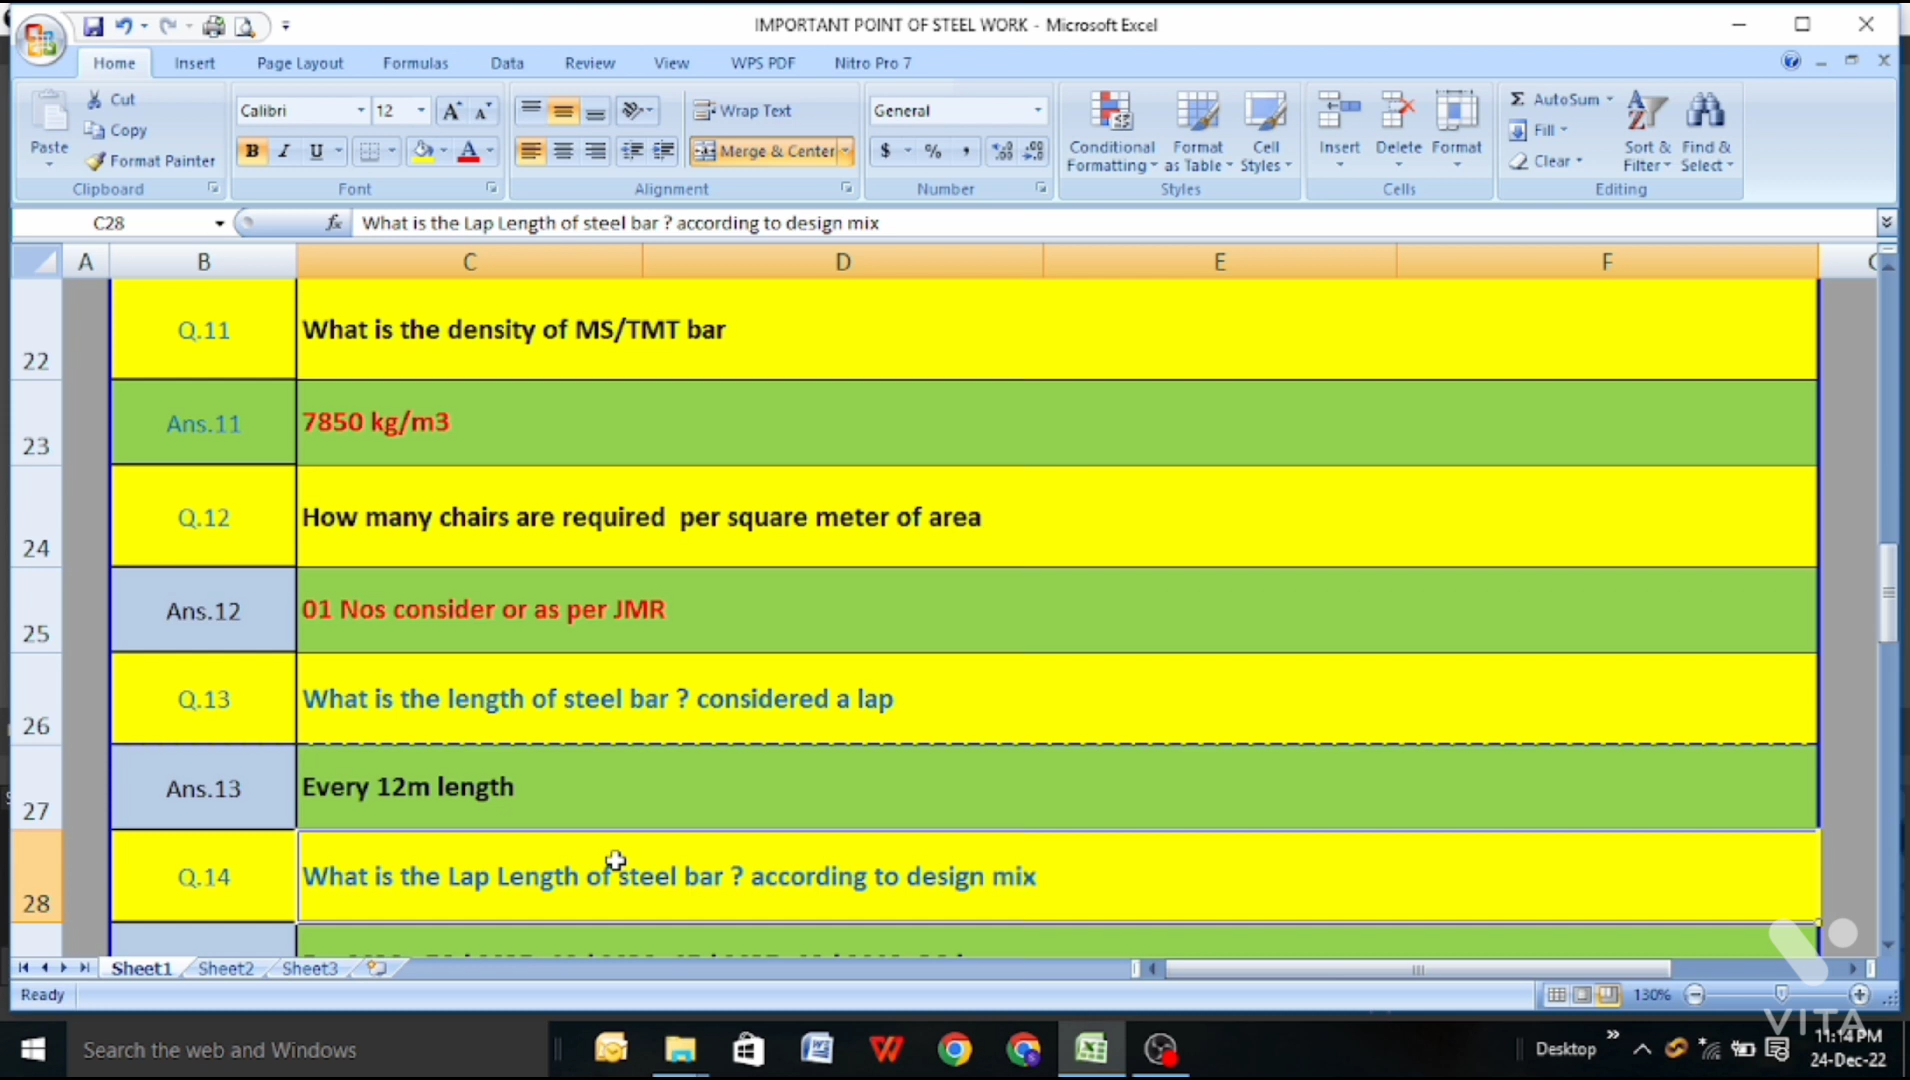 IMPORTANT POINT OF STEEL WORK - Microsoft Excel
Home Insert Page Layout Formulas Data Review View WPS PDF Nitro Pro 7
Paste
Cut
Copy
Format Painter
Clipboard
Calibri 12
B I U
Font
Wrap Text
Merge & Center
Alignment
General
$ % ,
Number
Conditional Formatting
Format as Table
Cell Styles
Styles
Insert Delete Format
Cells
Σ AutoSum
Fill
Clear
Sort & Filter
Find & Select
Editing
C28 fx What is the Lap Length of steel bar ? according to design mix
A B C D E F
22 Q.11 What is the density of MS/TMT bar
23 Ans.11 7850 kg/m3
24 Q.12 How many chairs are required per square meter of area
25 Ans.12 01 Nos consider or as per JMR
26 Q.13 What is the length of steel bar ? considered a lap
27 Ans.13 Every 12m length
28 Q.14 What is the Lap Length of steel bar ? according to design mix
Sheet1 Sheet2 Sheet3
Ready 130%
VITA
Search the web and Windows
Desktop
11:14 PM
24-Dec-22